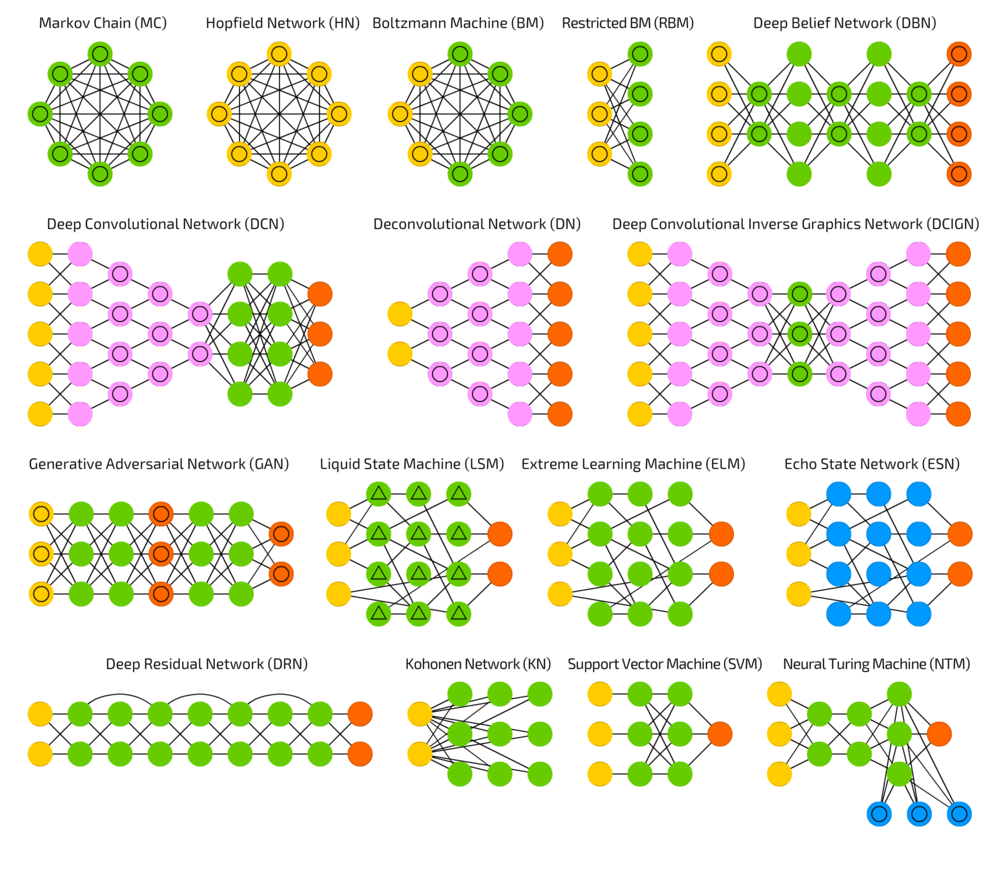 Markov Chain (MC)
Hopfield Network (HN)
Boltzmann Machine (BM)
Restricted BM (RBM)
Deep Belief Network (DBN)
Deep Convolutional Network (DCN)
Deconvolutional Network (DN)
Deep Convolutional Inverse Graphics Network (DCIGN)
Generative Adversarial Network (GAN)
Liquid State Machine (LSM)
Extreme Learning Machine (ELM)
Echo State Network (ESN)
Deep Residual Network (DRN)
Kohonen Network (KN)
Support Vector Machine (SVM)
Neural Turing Machine (NTM)